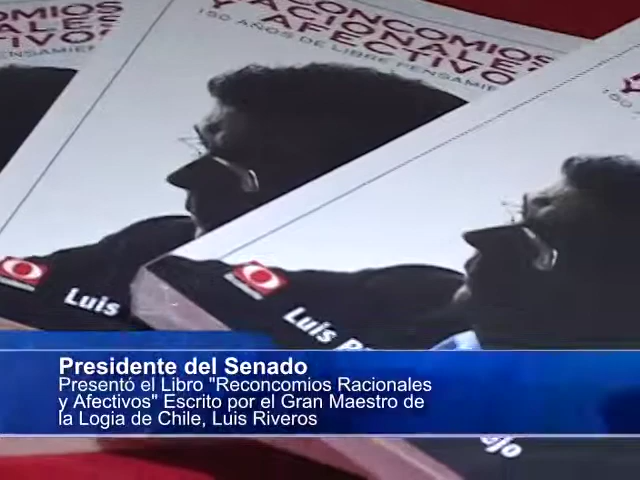 CONCOMIOS
RACIONALES
Y AFECTIVOS
150 AÑOS DE LIBRE PENSAMIE
Luis
Luis
Presidente del Senado
Presentó el Libro "Reconcomios Racionales
y Afectivos" Escrito por el Gran Maestro de
la Logia de Chile, Luis Riveros